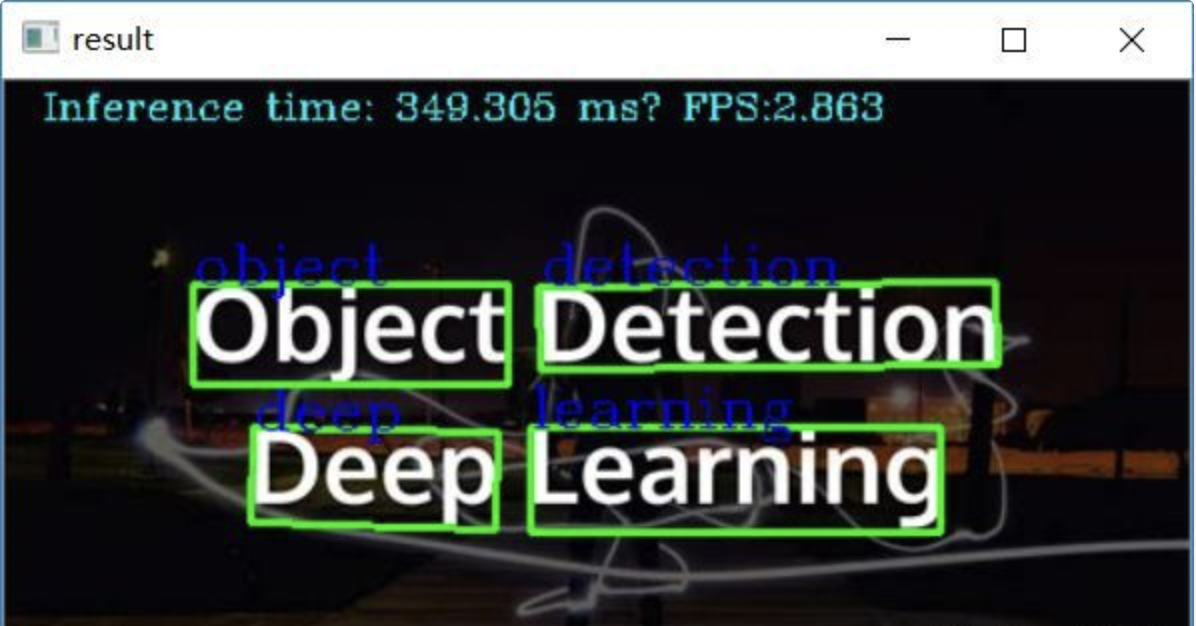 result
Inference time: 349.305 ms? FPS:2.863
object detection
Object Detection
deep learning
Deep Learning